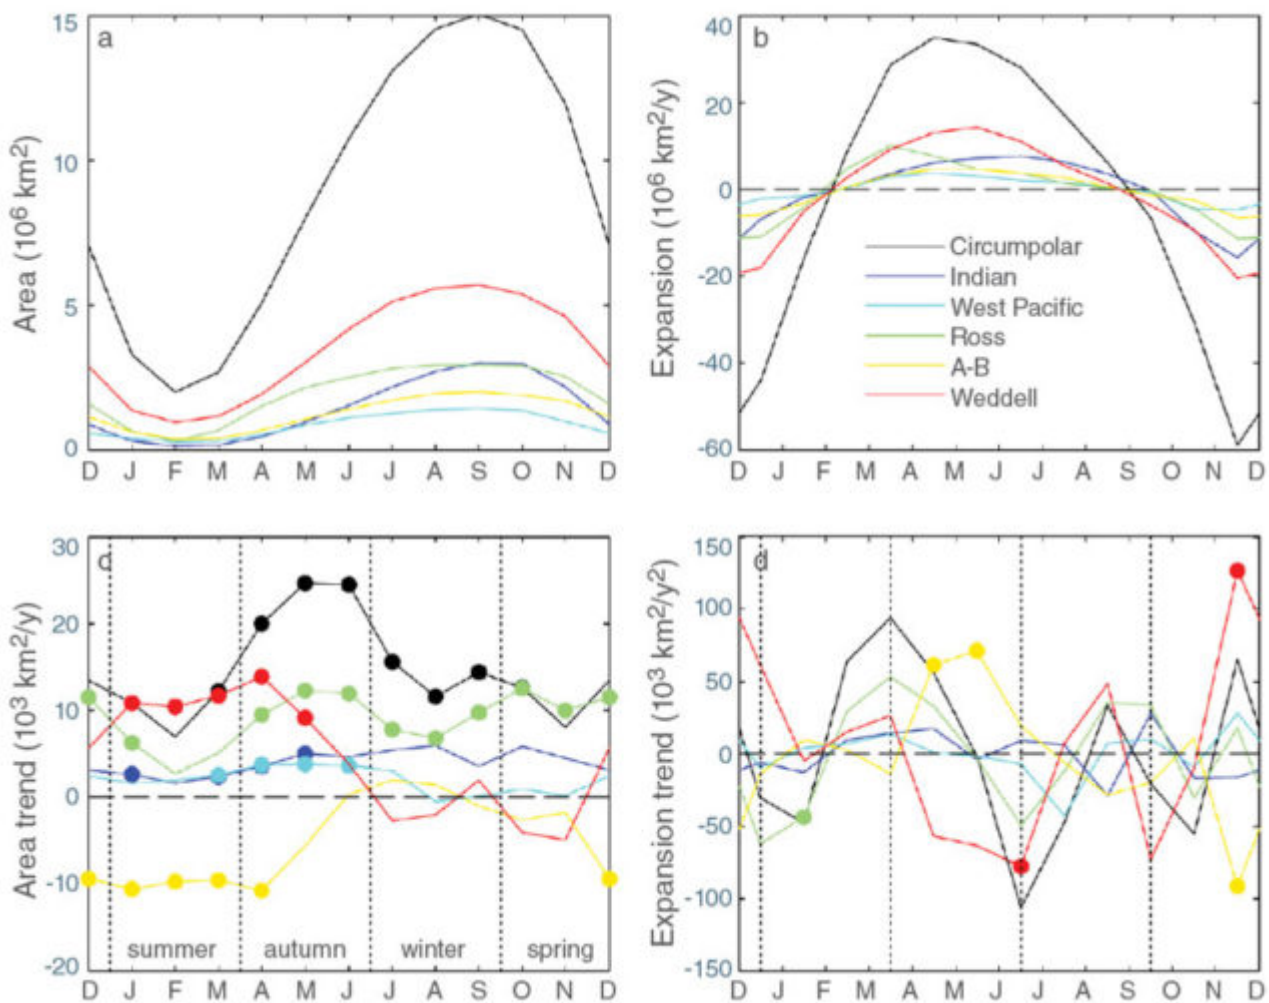 a
Area (10⁶ km²)
15
10
5
0
D J F M A M J J A S O N D
b
Expansion (10⁶ km²/y)
40
20
0
-20
-40
-60
Circumpolar
Indian
West Pacific
Ross
A-B
Weddell
D J F M A M J J A S O N D
c
Area trend (10³ km²/y)
30
20
10
0
-10
-20
summer autumn winter spring
D J F M A M J J A S O N D
d
Expansion trend (10³ km²/y²)
150
100
50
0
-50
-100
-150
D J F M A M J J A S O N D